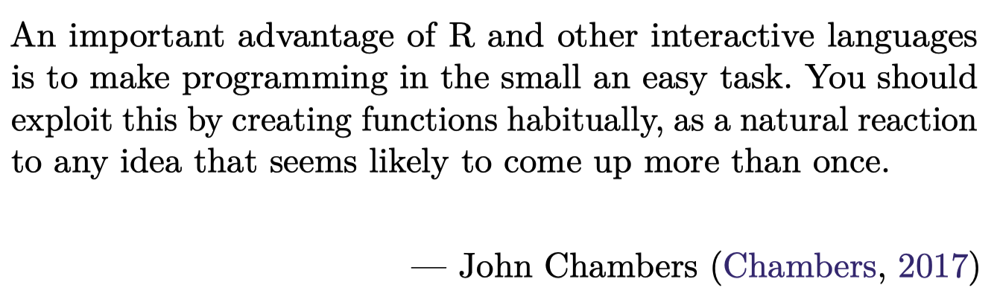 An important advantage of R and other interactive languages
is to make programming in the small an easy task. You should
exploit this by creating functions habitually, as a natural reaction
to any idea that seems likely to come up more than once.
— John Chambers (Chambers, 2017)